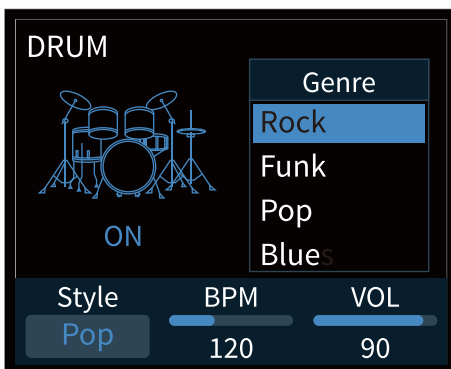 DRUM
Genre
Rock
Funk
Pop
Blues
ON
Style
BPM
VOL
Pop
120
90